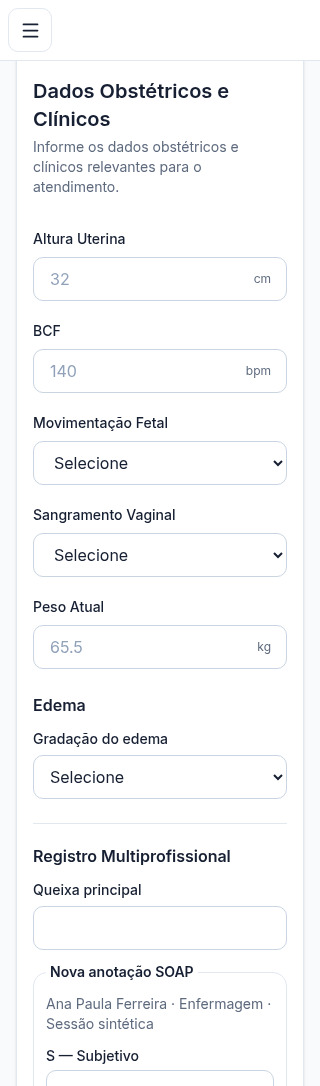 Dados Obstétricos e
Clínicos
Informe os dados obstétricos e
clínicos relevantes para o
atendimento.
Altura Uterina
32 cm
BCF
140 bpm
Movimentação Fetal
Selecione
Sangramento Vaginal
Selecione
Peso Atual
65.5 kg
Edema
Gradação do edema
Selecione
Registro Multiprofissional
Queixa principal
Nova anotação SOAP
Ana Paula Ferreira · Enfermagem ·
Sessão sintética
S — Subjetivo